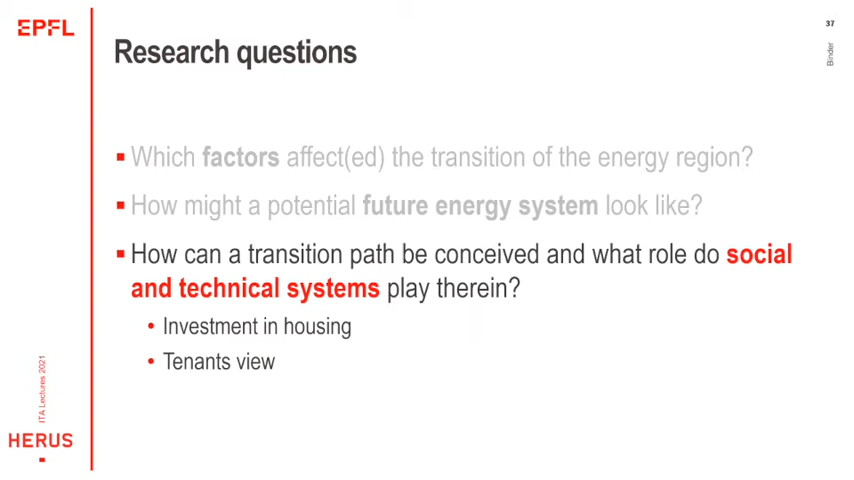 EPFL
37
Binder
Research questions
▪ Which factors affect(ed) the transition of the energy region?
▪ How might a potential future energy system look like?
▪ How can a transition path be conceived and what role do social
and technical systems play therein?
• Investment in housing
• Tenants view
ITA Lectures 2021
HERUS